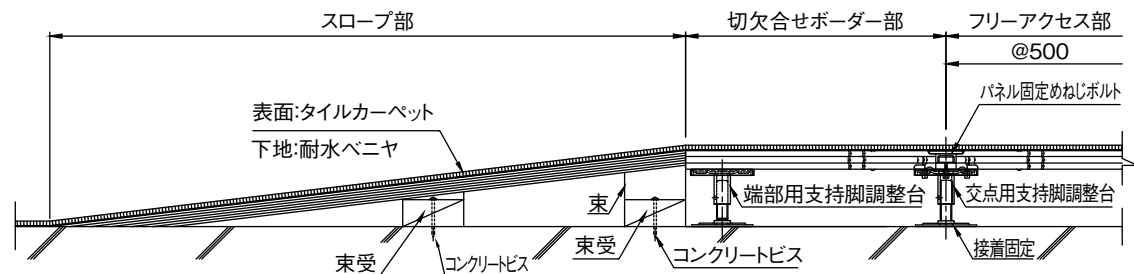 スロープ部
切欠合せボーダー部
フリーアクセス部
@500
パネル固定めねじボルト
表面:タイルカーペット
下地:耐水ベニヤ
束
端部用支持脚調整台
交点用支持脚調整台
束受
コンクリートビス
束受
コンクリートビス
接着固定